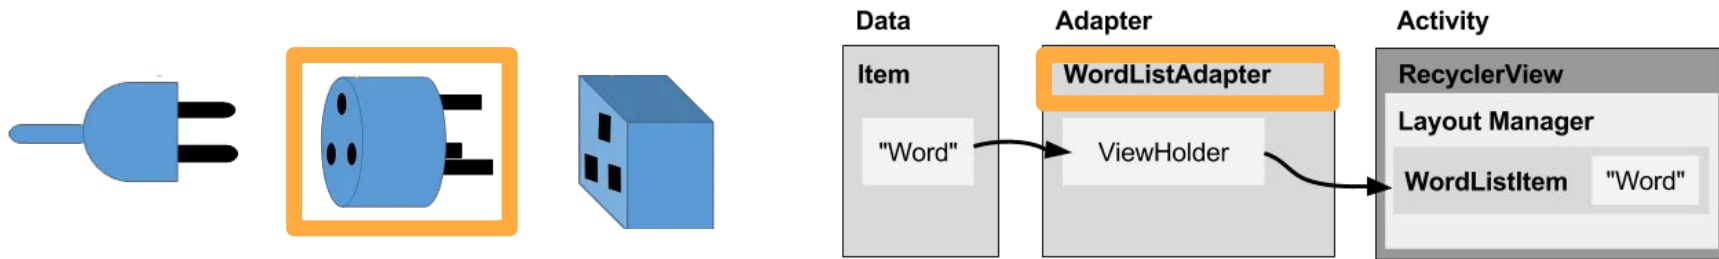 Data
Adapter
Activity
Item
WordListAdapter
RecyclerView
Layout Manager
"Word"
ViewHolder
WordListItem
"Word"